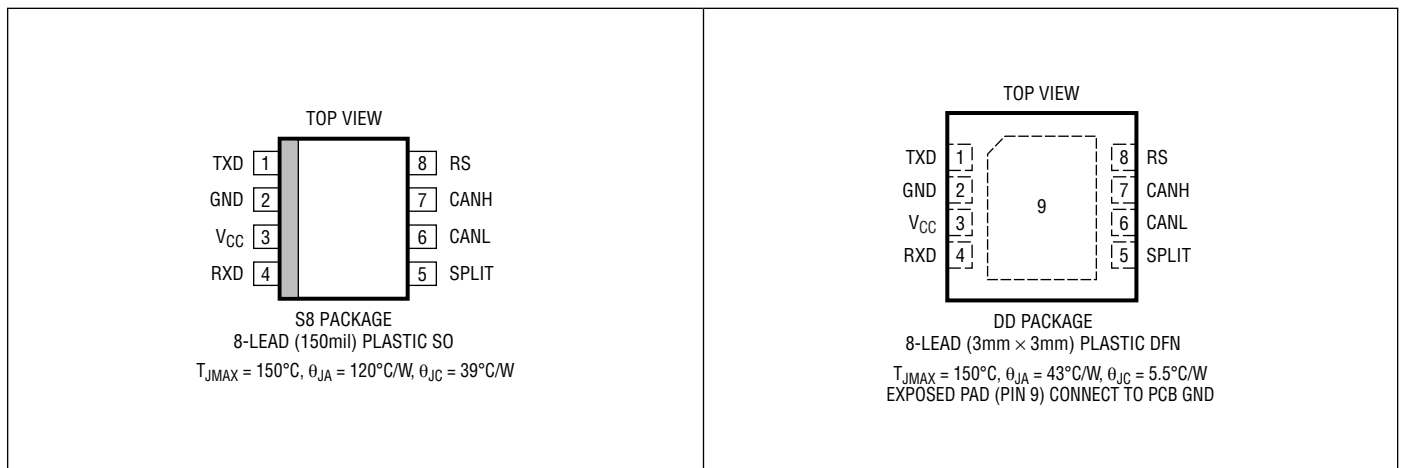 TOP VIEW
TXD 1 8 RS
GND 2 7 CANH
VCC 3 6 CANL
RXD 4 5 SPLIT
S8 PACKAGE
8-LEAD (150mil) PLASTIC SO
TJMAX = 150°C, θJA = 120°C/W, θJC = 39°C/W
TOP VIEW
TXD 1 8 RS
GND 2 7 CANH
9
VCC 3 6 CANL
RXD 4 5 SPLIT
DD PACKAGE
8-LEAD (3mm × 3mm) PLASTIC DFN
TJMAX = 150°C, θJA = 43°C/W, θJC = 5.5°C/W
EXPOSED PAD (PIN 9) CONNECT TO PCB GND